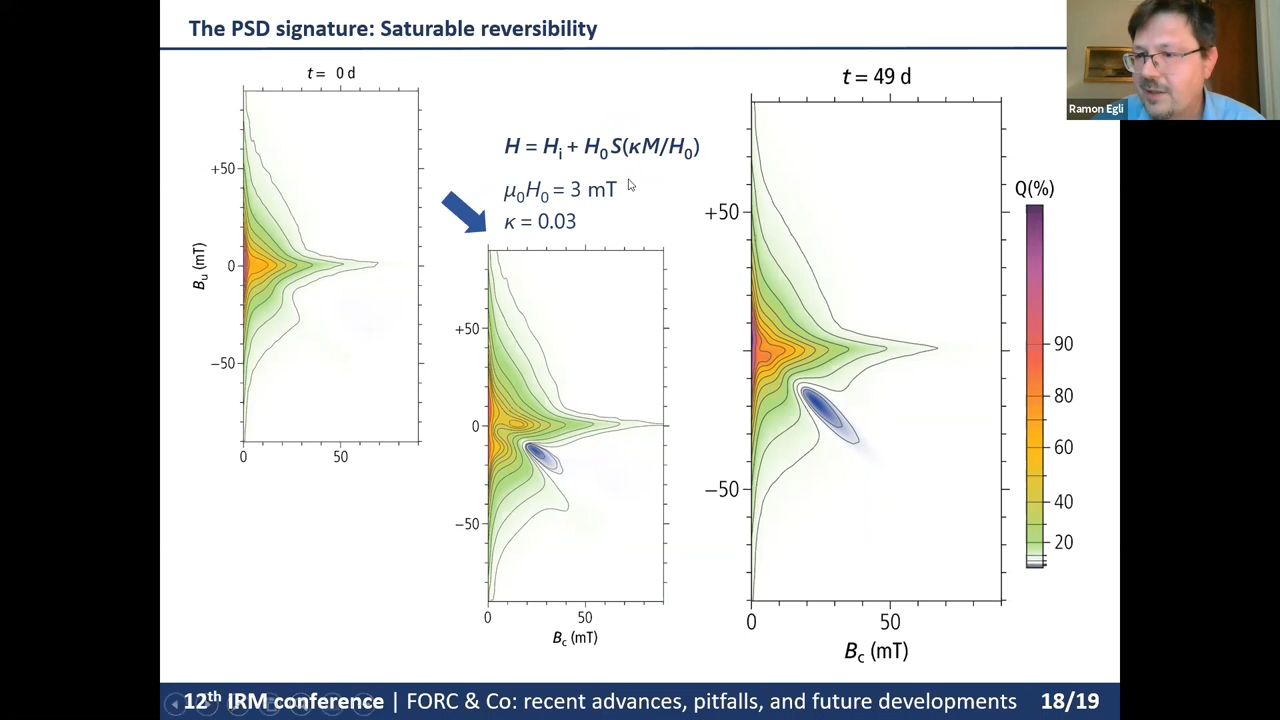 The PSD signature: Saturable reversibility
Ramon Egli
t = 0 d
+50
0
−50
Bu (mT)
0
50
H = Hi + H0 S(κM/H0)
μ0H0 = 3 mT
κ = 0.03
+50
0
−50
0
50
Bc (mT)
t = 49 d
+50
−50
0
50
Bc (mT)
Q(%)
90
80
60
40
20
12th IRM conference | FORC & Co: recent advances, pitfalls, and future developments
18/19